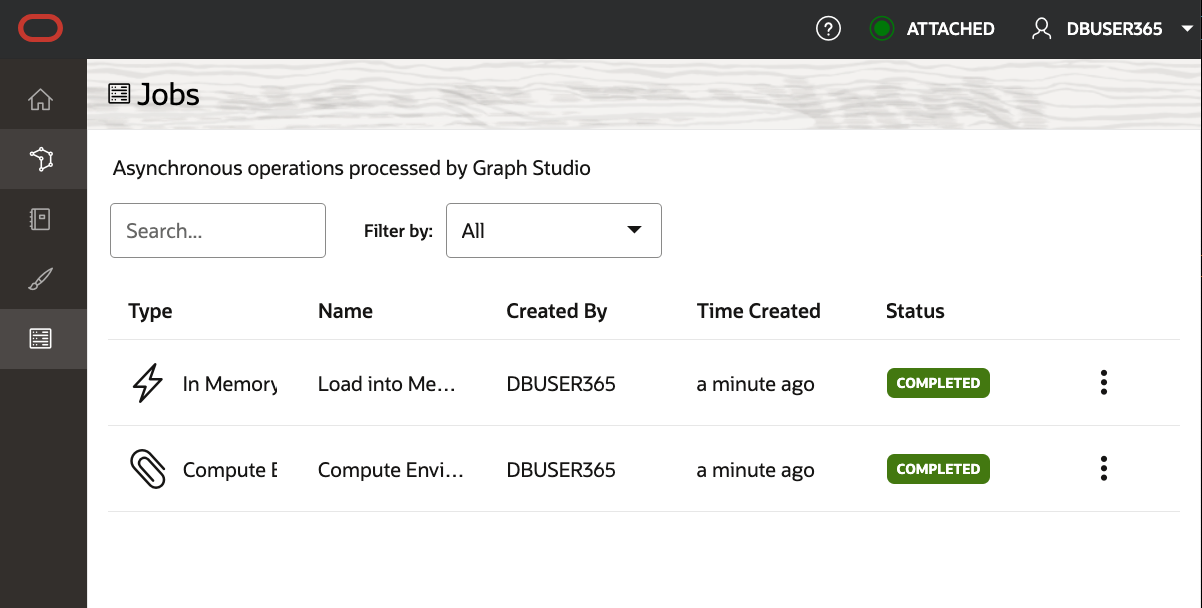 ? ATTACHED DBUSER365
Jobs
Asynchronous operations processed by Graph Studio
Search... Filter by: All
Type Name Created By Time Created Status
In Memory Load into Me... DBUSER365 a minute ago COMPLETED
Compute E Compute Envi... DBUSER365 a minute ago COMPLETED